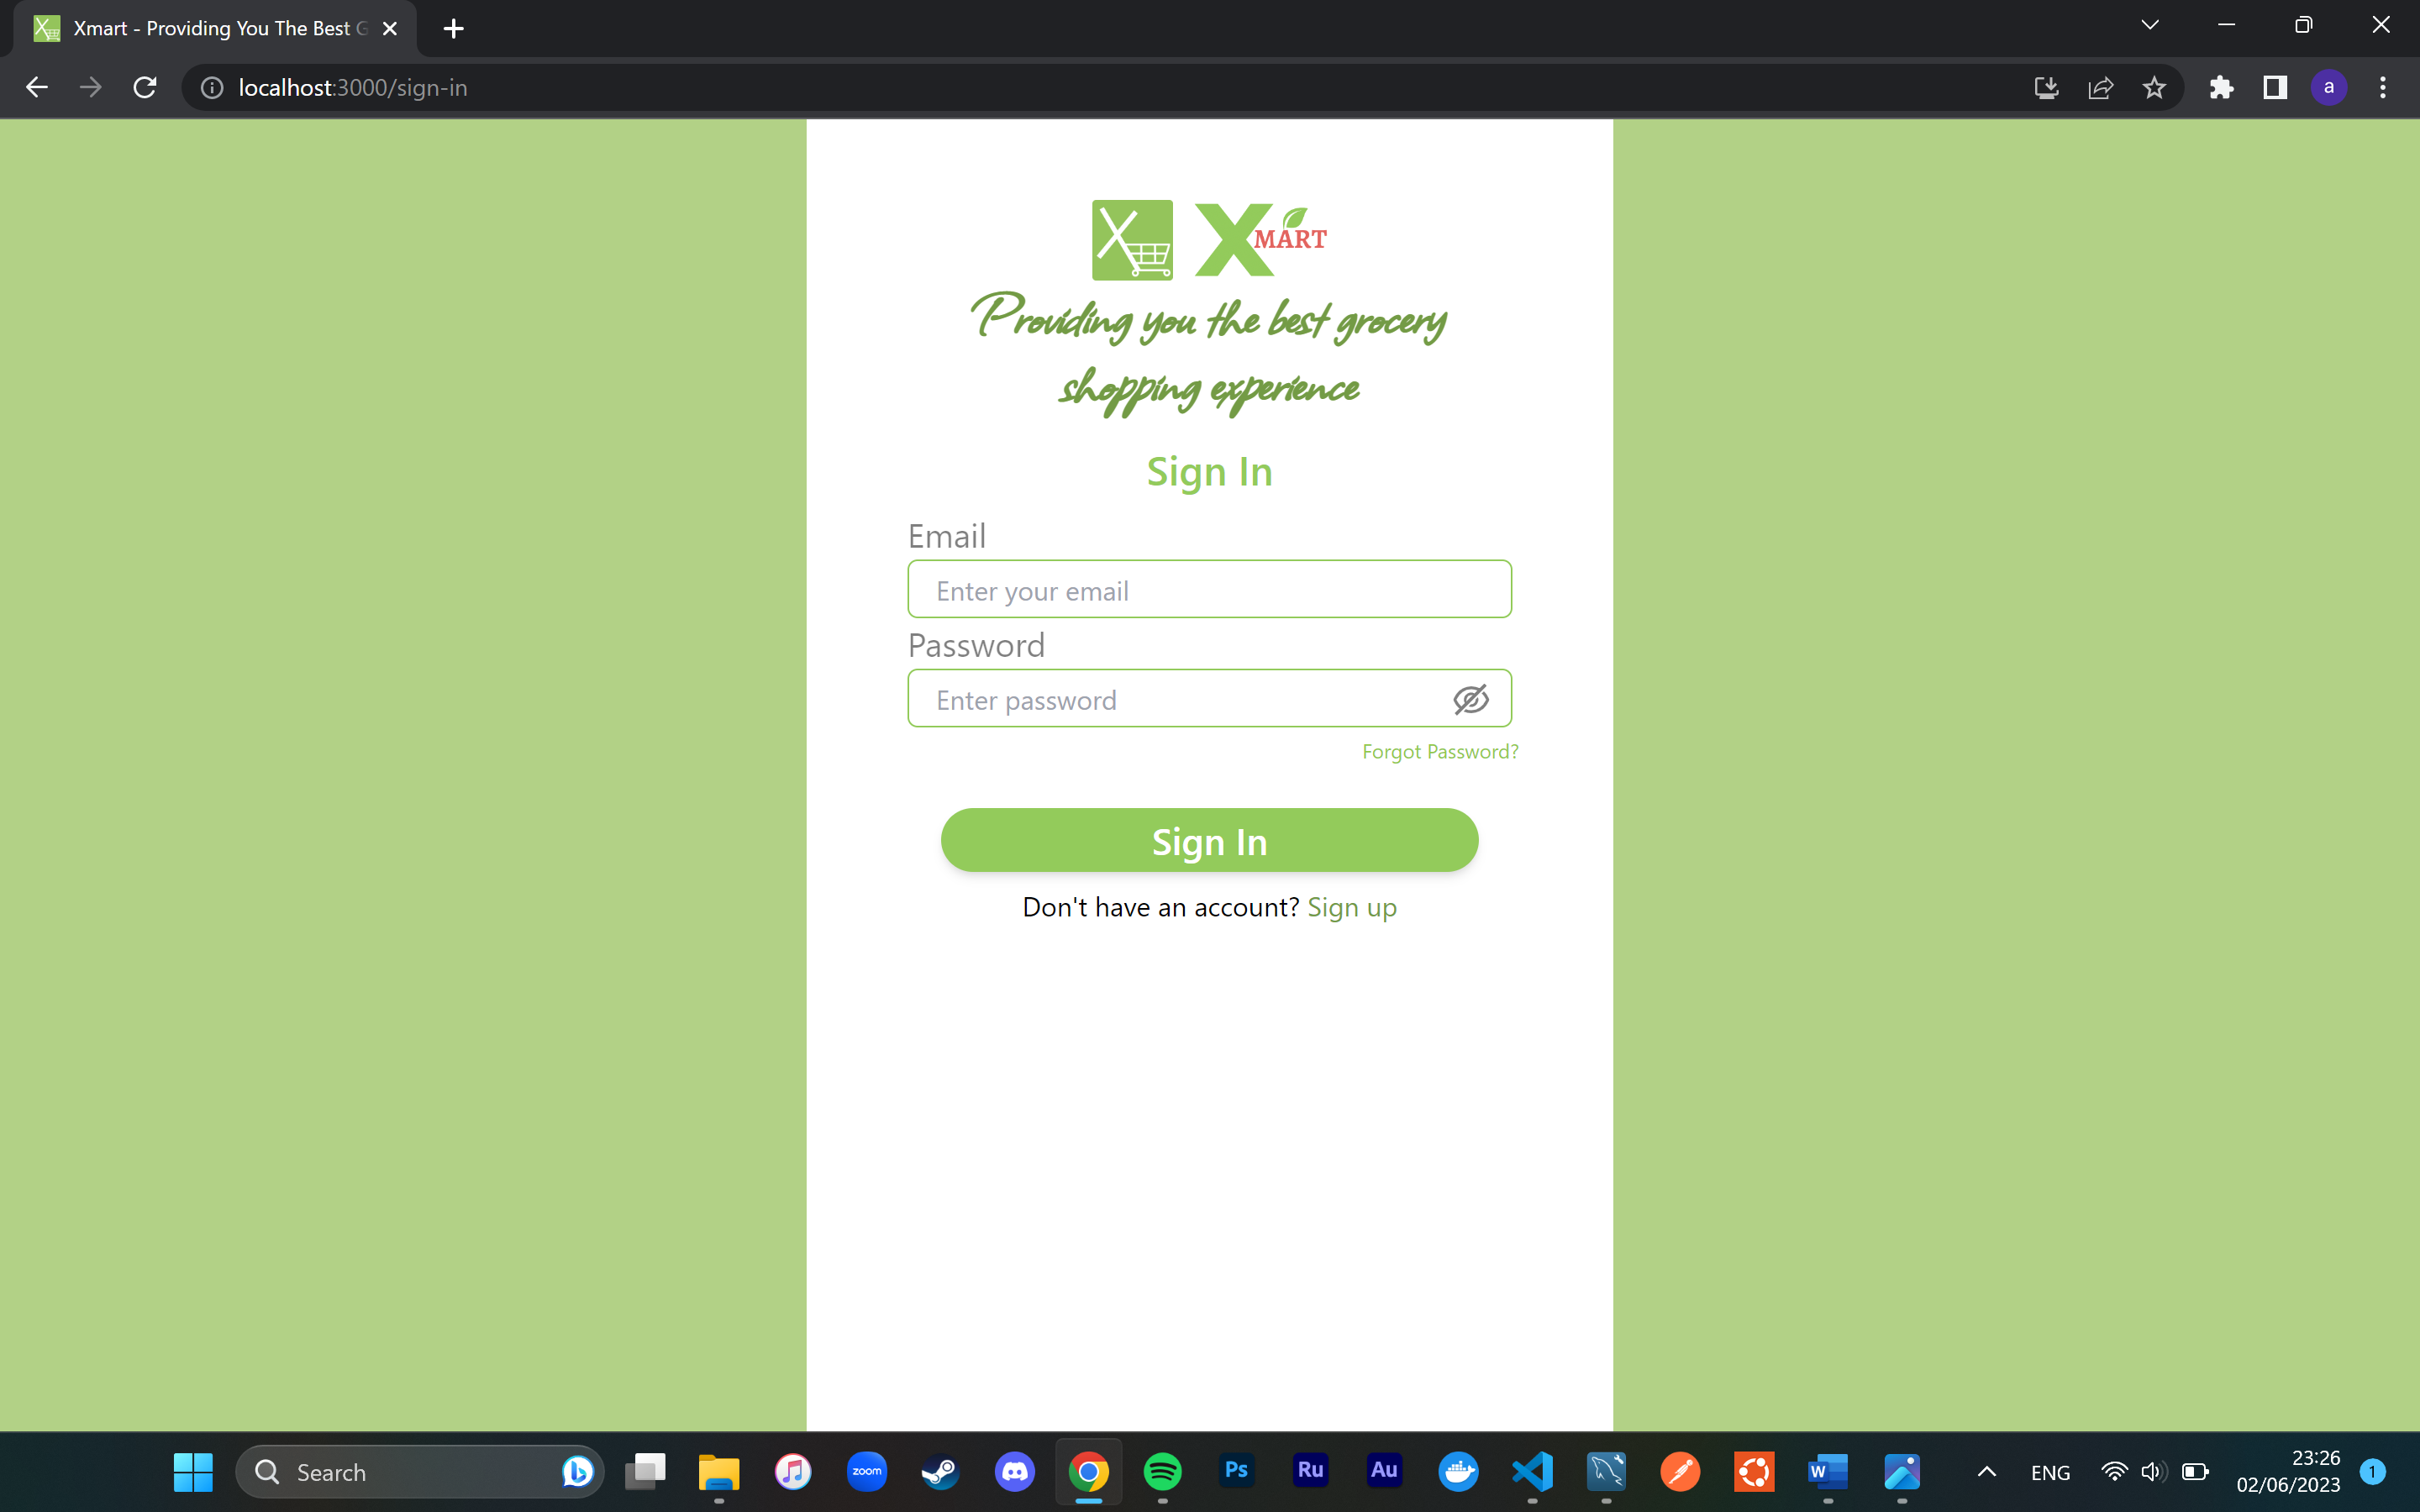 Xmart - Providing You The Best G
localhost:3000/sign-in
a
X MART
Providing you the best grocery
shopping experience
Sign In
Email
Enter your email
Password
Enter password
Forgot Password?
Sign In
Don't have an account? Sign up
Search
zoom
Ps
Ru
Au
W
ENG
23:26
02/06/2023
1